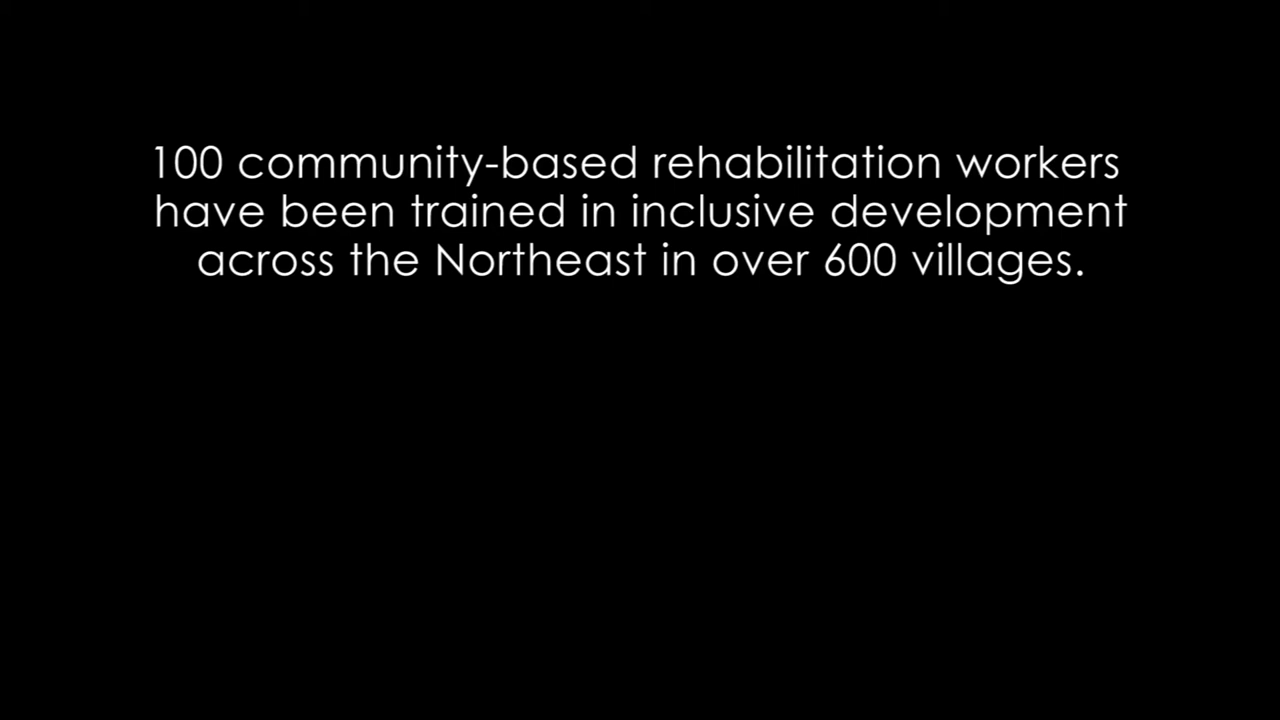 100 community-based rehabilitation workers
have been trained in inclusive development
across the Northeast in over 600 villages.